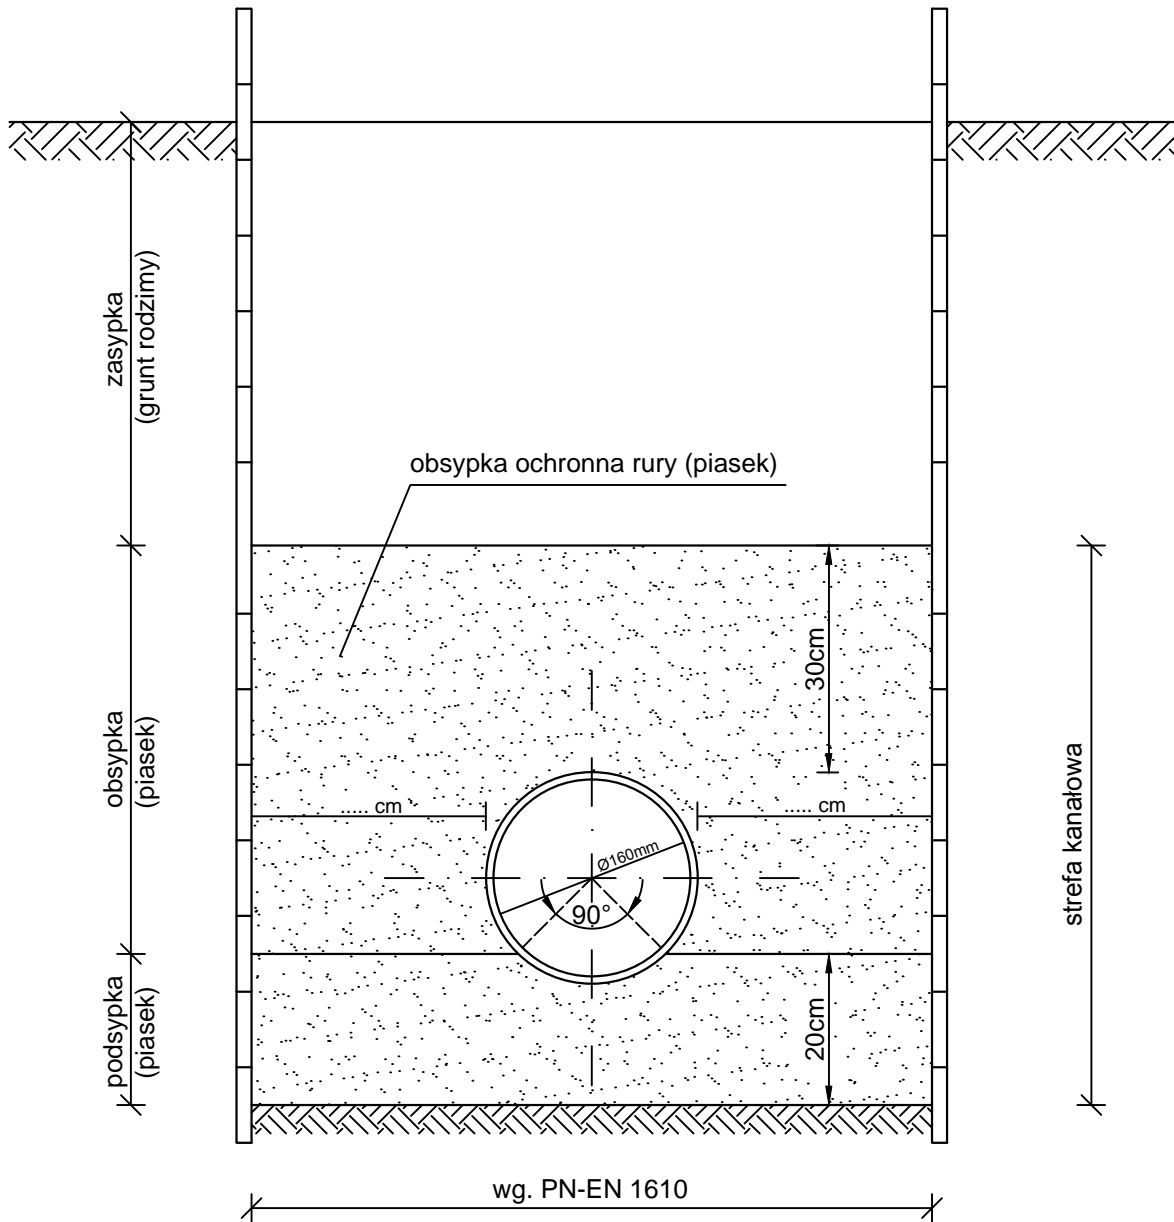 zasypka
(grunt rodzimy)
obsypka ochronna rury (piasek)
30cm
obsypka
(piasek)
..... cm
..... cm
Ø160mm
90°
strefa kanałowa
podsypka
(piasek)
20cm
wg. PN-EN 1610